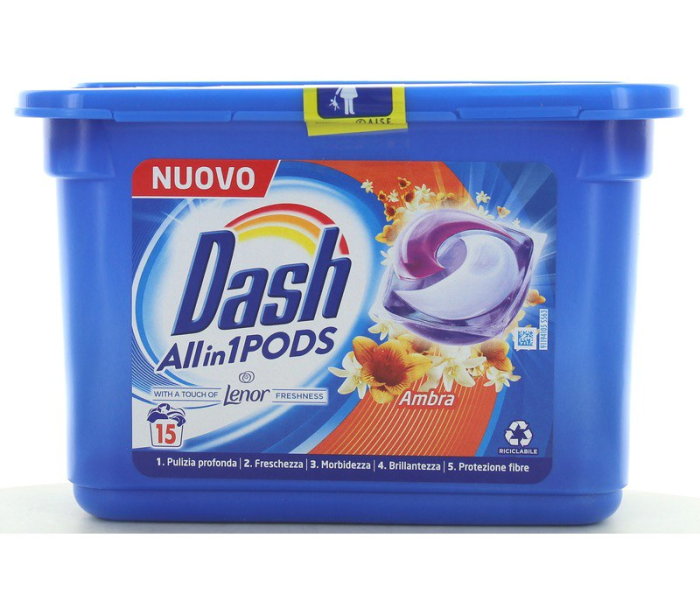 NUOVO
Dash
All in 1 PODS
WITH A TOUCH OF Lenor FRESHNESS
15
Ambra
RICICLABILE
1. Pulizia profonda | 2. Freschezza | 3. Morbidezza | 4. Brillantezza | 5. Protezione fibre